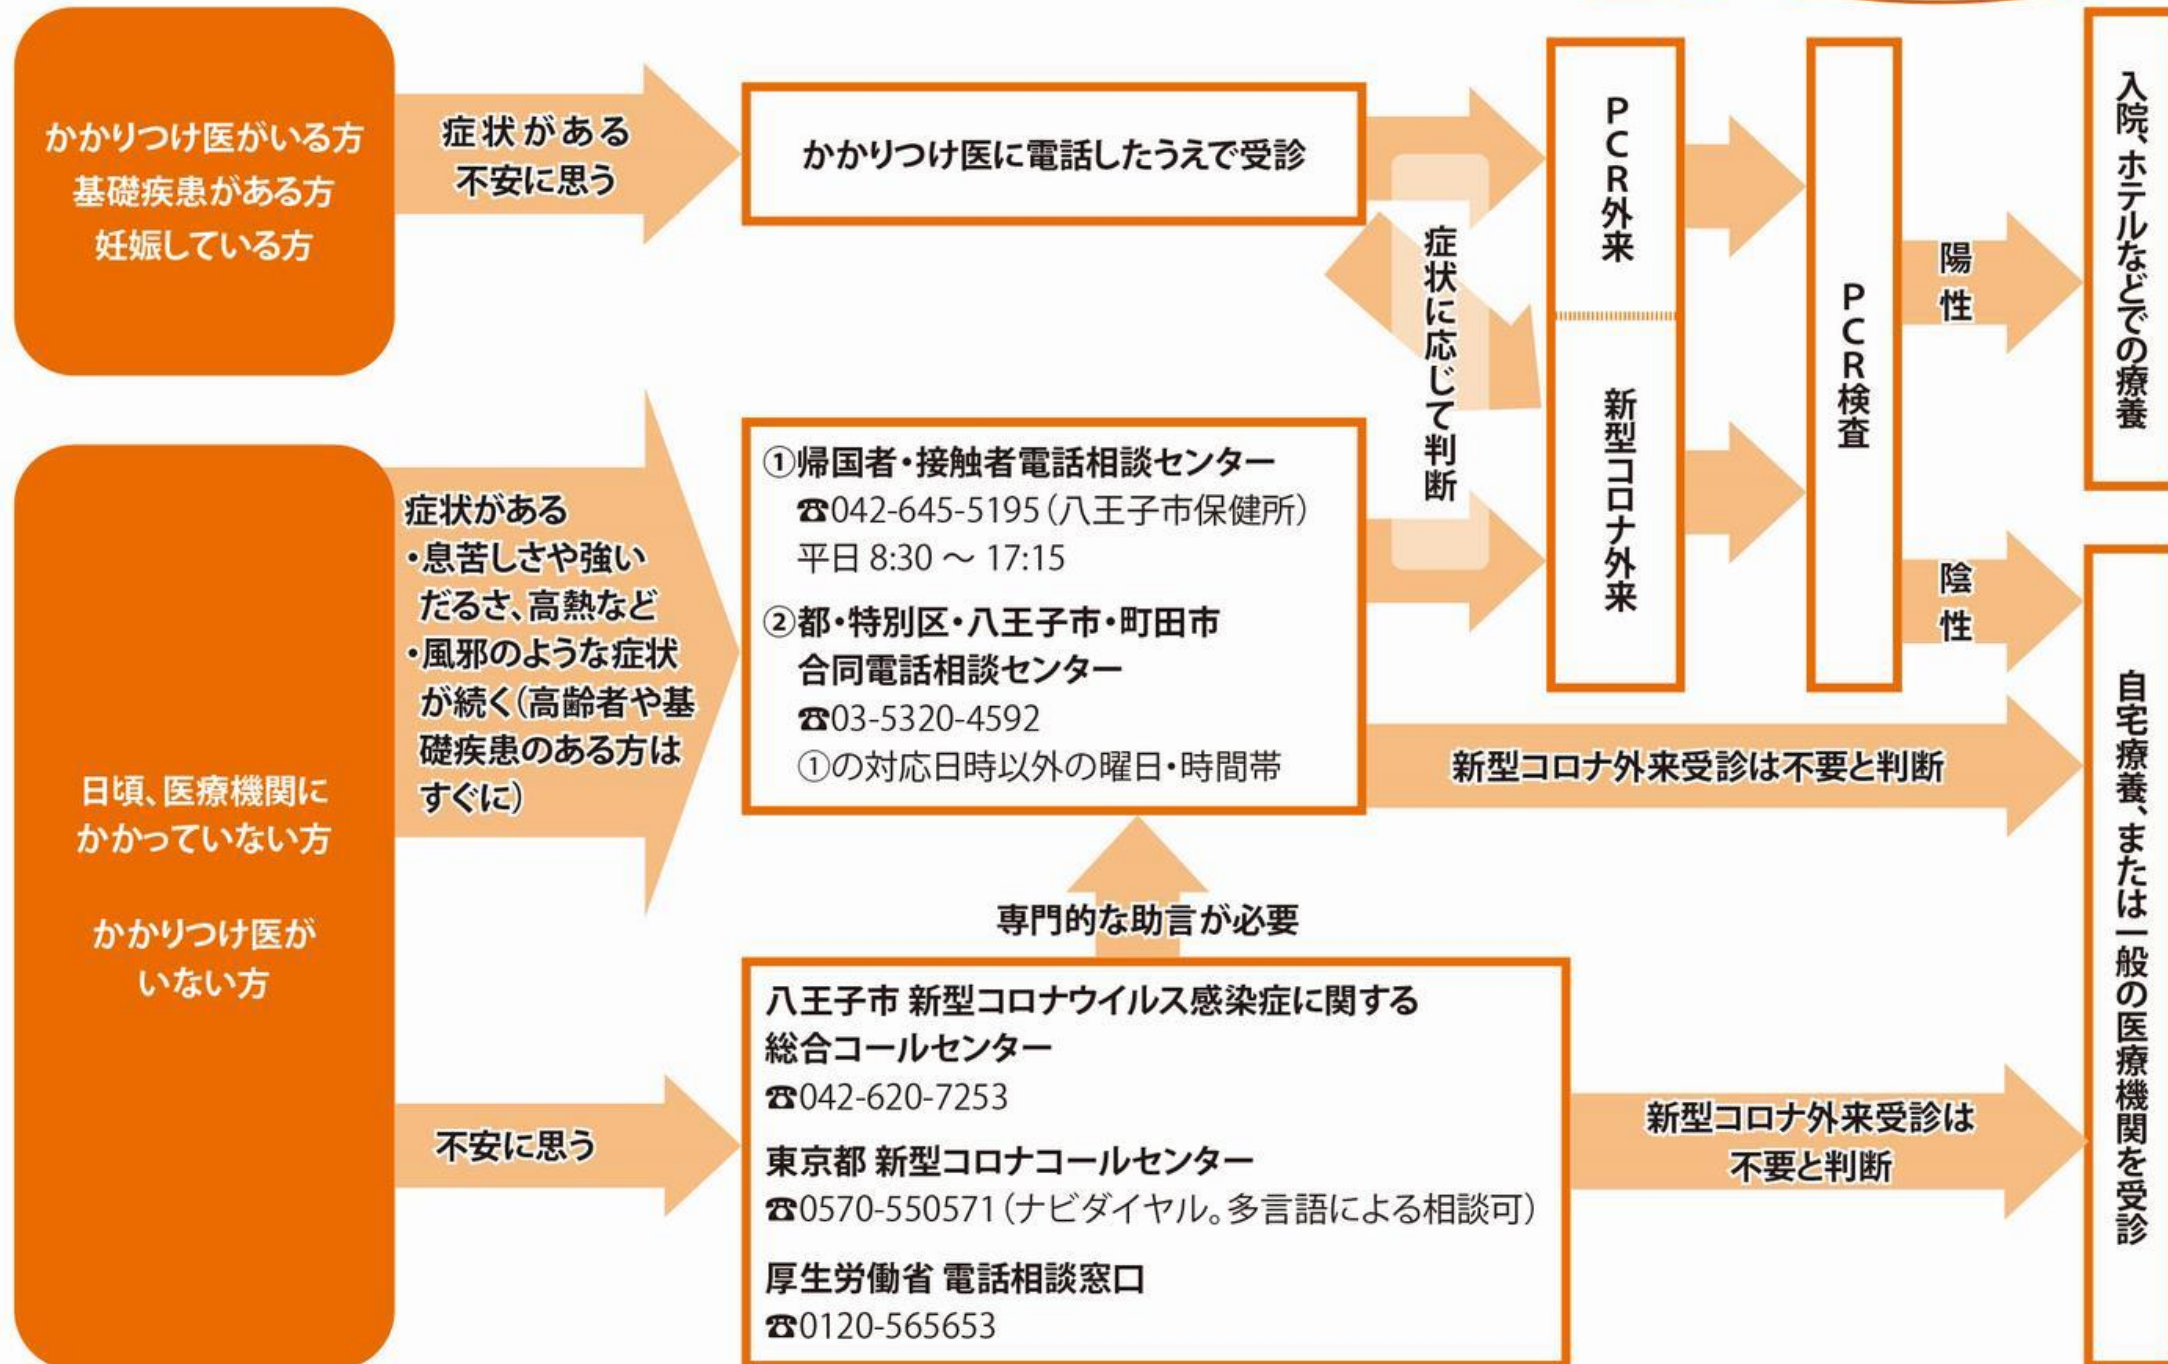 かかりつけ医がいる方
基礎疾患がある方
妊娠している方
症状がある
不安に思う
かかりつけ医に電話したうえで受診
症状に応じて判断
PCR外来
新型コロナ外来
PCR検査
陽性
入院、ホテルなどでの療養
陰性
自宅療養、または一般の医療機関を受診
日頃、医療機関に
かかっていない方
かかりつけ医が
いない方
症状がある
・息苦しさや強い
だるさ、高熱など
・風邪のような症状
が続く(高齢者や基
礎疾患のある方は
すぐに)
①帰国者・接触者電話相談センター
☎042-645-5195(八王子市保健所)
平日 8:30 ～ 17:15
②都・特別区・八王子市・町田市
合同電話相談センター
☎03-5320-4592
①の対応日時以外の曜日・時間帯
新型コロナ外来受診は不要と判断
専門的な助言が必要
不安に思う
八王子市 新型コロナウイルス感染症に関する
総合コールセンター
☎042-620-7253
東京都 新型コロナコールセンター
☎0570-550571(ナビダイヤル。多言語による相談可)
厚生労働省 電話相談窓口
☎0120-565653
新型コロナ外来受診は
不要と判断